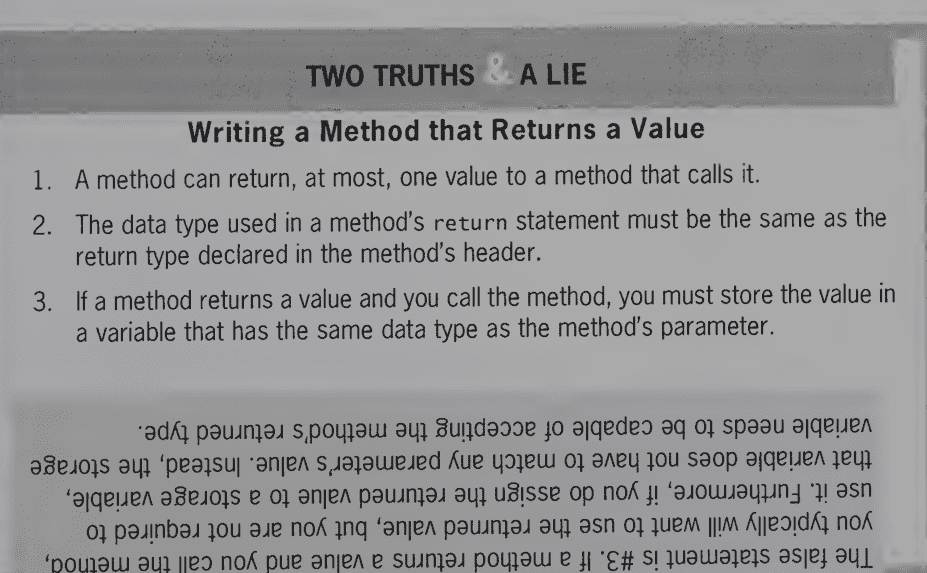 TWO TRUTHS & A LIE
Writing a Method that Returns a Value
1. A method can return, at most, one value to a method that calls it.
2. The data type used in a method's return statement must be the same as the
return type declared in the method's header.
3. If a method returns a value and you call the method, you must store the value in
a variable that has the same data type as the method's parameter.
The false statement is #3. If a method returns a value and you call the method,
you typically will want to use the returned value, but you are not required to
use it. Furthermore, if you do assign the returned value to a storage variable,
that variable does not have to match any parameter's value. Instead, the storage
variable needs to be capable of accepting the method's returned type.